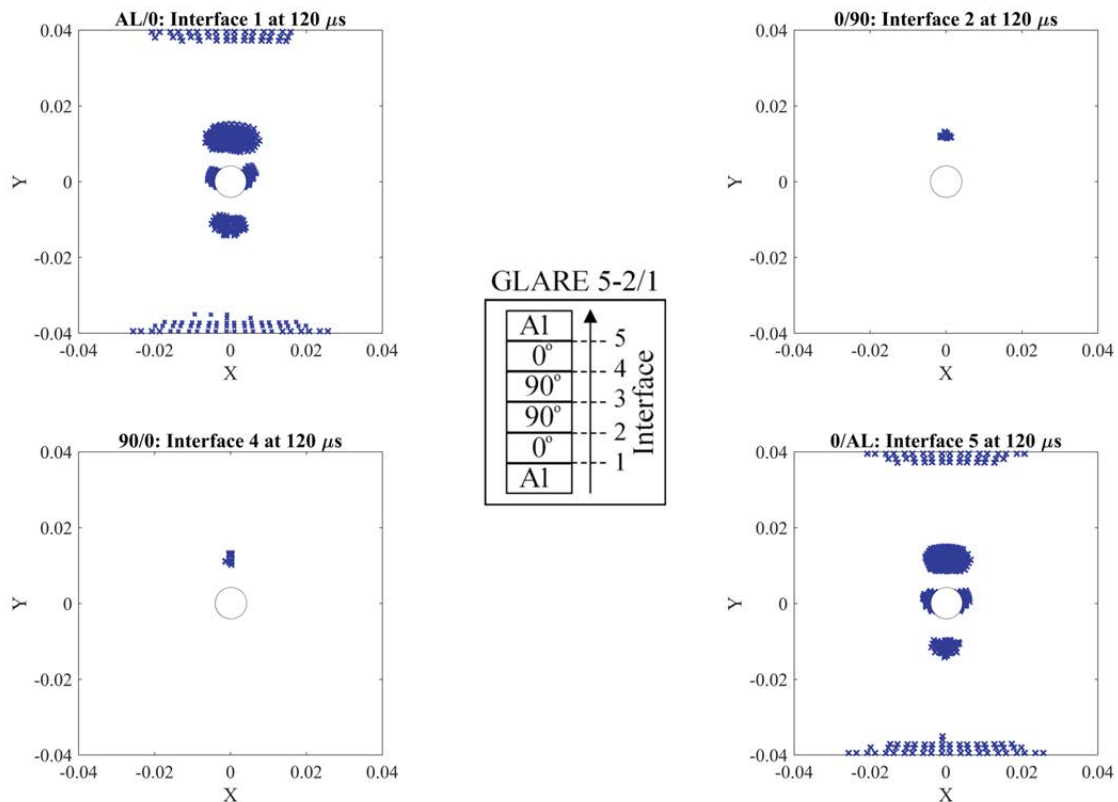 AL/0: Interface 1 at 120 μs
0.04
0.02
0
-0.02
-0.04
Y
-0.04 -0.02 0 0.02 0.04
X
0/90: Interface 2 at 120 μs
0.04
0.02
0
-0.02
-0.04
Y
-0.04 -0.02 0 0.02 0.04
X
GLARE 5-2/1
Al
0°
90°
90°
0°
Al
5
4
3
2
1
Interface
90/0: Interface 4 at 120 μs
0.04
0.02
0
-0.02
-0.04
Y
-0.04 -0.02 0 0.02 0.04
X
0/AL: Interface 5 at 120 μs
0.04
0.02
0
-0.02
-0.04
Y
-0.04 -0.02 0 0.02 0.04
X